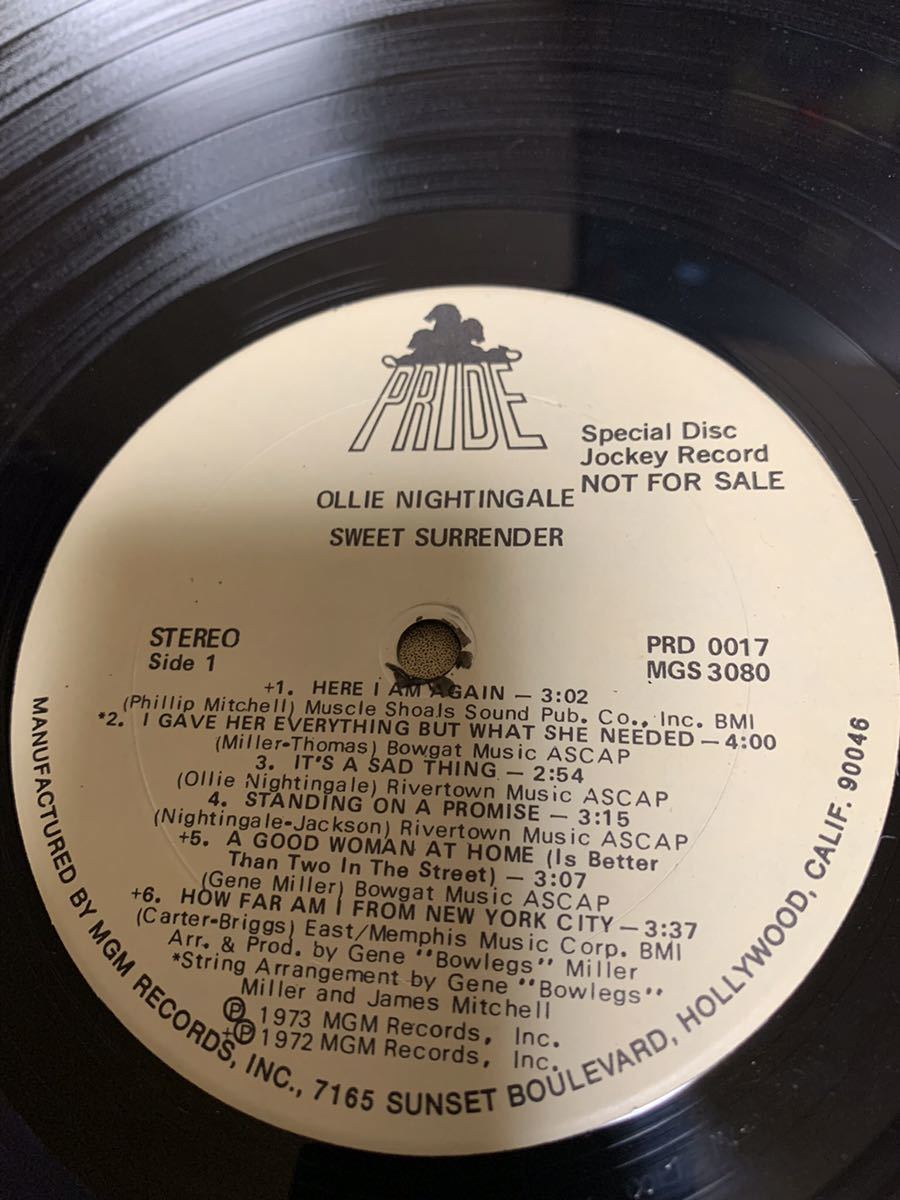 PRIDE
Special Disc
Jockey Record
NOT FOR SALE
OLLIE NIGHTINGALE
SWEET SURRENDER
STEREO
Side 1
PRD 0017
MGS 3080
+1. HERE I AM AGAIN — 3:02
(Phillip Mitchell) Muscle Shoals Sound Pub. Co., Inc. BMI
*2. I GAVE HER EVERYTHING BUT WHAT SHE NEEDED — 4:00
(Miller-Thomas) Bowgat Music ASCAP
3. IT'S A SAD THING — 2:54
(Ollie Nightingale) Rivertown Music ASCAP
4. STANDING ON A PROMISE — 3:15
(Nightingale-Jackson) Rivertown Music ASCAP
+5. A GOOD WOMAN AT HOME (Is Better
Than Two In The Street) — 3:07
(Gene Miller) Bowgat Music ASCAP
+6. HOW FAR AM I FROM NEW YORK CITY — 3:37
(Carter-Briggs) East/Memphis Music Corp. BMI
Arr. & Prod. by Gene "Bowlegs" Miller
*String Arrangement by Gene "Bowlegs"
Miller and James Mitchell
℗ 1973 MGM Records, Inc.
+℗ 1972 MGM Records, Inc.
MANUFACTURED BY MGM RECORDS, INC., 7165 SUNSET BOULEVARD, HOLLYWOOD, CALIF. 90046